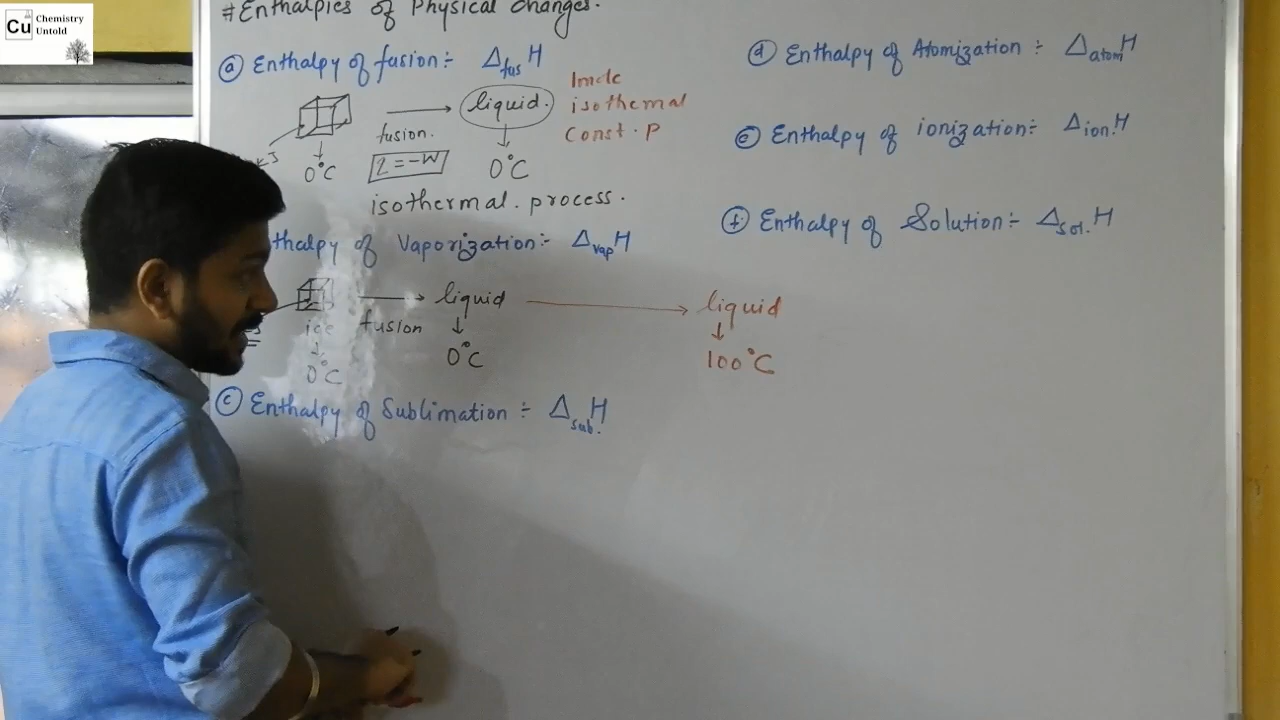 Cu Chemistry
Untold
#Enthalpies of Physical Changes.
(a) Enthalpy of fusion:- Δfus H
1mole
isothermal
Const. P
liquid.
fusion.
0°C
0°C
isothermal. process.
thalpy of Vaporization:- Δvap H
ice
fusion
liquid
liquid
0°C
0°C
100°C
(c) Enthalpy of Sublimation :- Δsub. H
(d) Enthalpy of Atomization :- Δatom H
(e) Enthalpy of ionization:- Δion. H
(f) Enthalpy of Solution:- Δsol. H